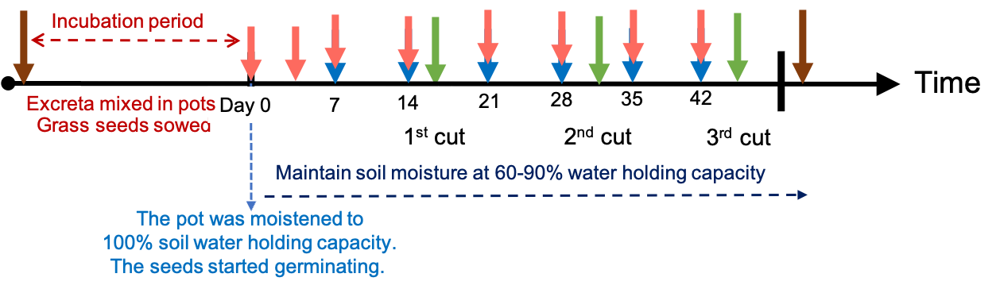 Incubation period
Time
Excreta mixed in pots
Grass seeds sowed
Day 0
7
14
21
28
35
42
1st cut
2nd cut
3rd cut
Maintain soil moisture at 60-90% water holding capacity
The pot was moistened to
100% soil water holding capacity.
The seeds started germinating.